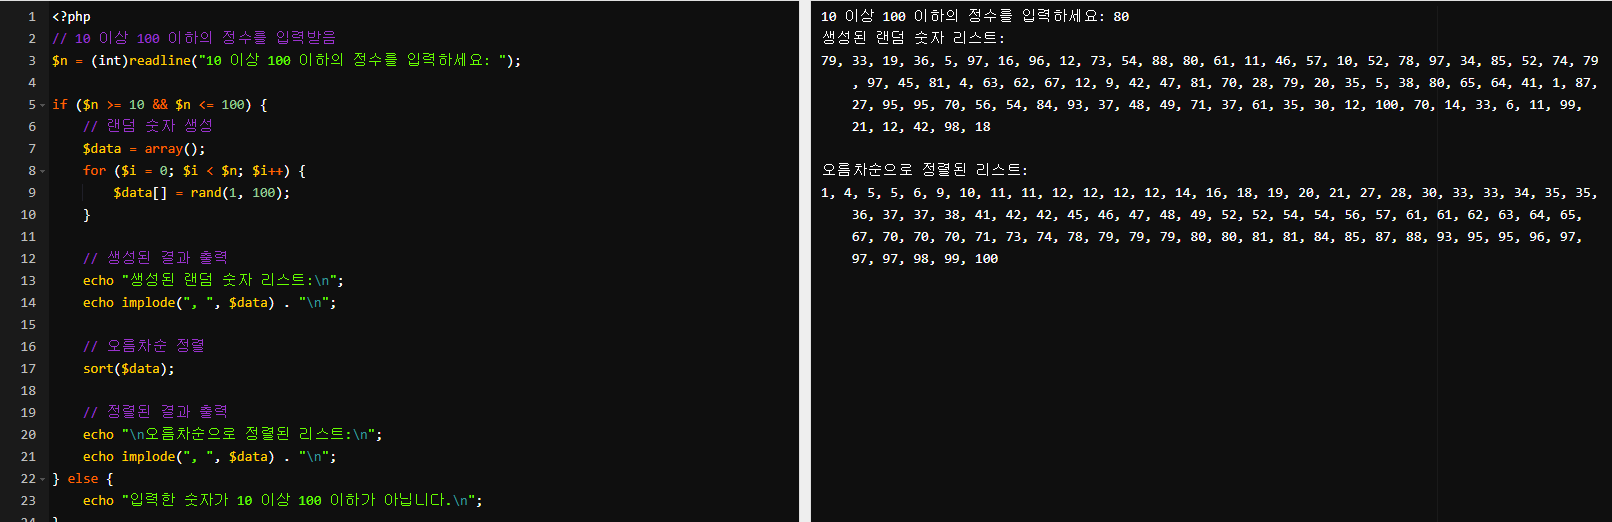 1 <?php
2 // 10 이상 100 이하의 정수를 입력받음
3 $n = (int)readline("10 이상 100 이하의 정수를 입력하세요: ");
4
5 if ($n >= 10 && $n <= 100) {
6 // 랜덤 숫자 생성
7 $data = array();
8 for ($i = 0; $i < $n; $i++) {
9 $data[] = rand(1, 100);
10 }
11
12 // 생성된 결과 출력
13 echo "생성된 랜덤 숫자 리스트:\n";
14 echo implode(", ", $data) . "\n";
15
16 // 오름차순 정렬
17 sort($data);
18
19 // 정렬된 결과 출력
20 echo "\n오름차순으로 정렬된 리스트:\n";
21 echo implode(", ", $data) . "\n";
22 } else {
23 echo "입력한 숫자가 10 이상 100 이하가 아닙니다.\n";
10 이상 100 이하의 정수를 입력하세요: 80
생성된 랜덤 숫자 리스트:
79, 33, 19, 36, 5, 97, 16, 96, 12, 73, 54, 88, 80, 61, 11, 46, 57, 10, 52, 78, 97, 34, 85, 52, 74, 79
, 97, 45, 81, 4, 63, 62, 67, 12, 9, 42, 47, 81, 70, 28, 79, 20, 35, 5, 38, 80, 65, 64, 41, 1, 87,
27, 95, 95, 70, 56, 54, 84, 93, 37, 48, 49, 71, 37, 61, 35, 30, 12, 100, 70, 14, 33, 6, 11, 99,
21, 12, 42, 98, 18
오름차순으로 정렬된 리스트:
1, 4, 5, 5, 6, 9, 10, 11, 11, 12, 12, 12, 12, 14, 16, 18, 19, 20, 21, 27, 28, 30, 33, 33, 34, 35, 35,
36, 37, 37, 38, 41, 42, 42, 45, 46, 47, 48, 49, 52, 52, 54, 54, 56, 57, 61, 61, 62, 63, 64, 65,
67, 70, 70, 70, 71, 73, 74, 78, 79, 79, 79, 80, 80, 81, 81, 84, 85, 87, 88, 93, 95, 95, 96, 97,
97, 97, 98, 99, 100